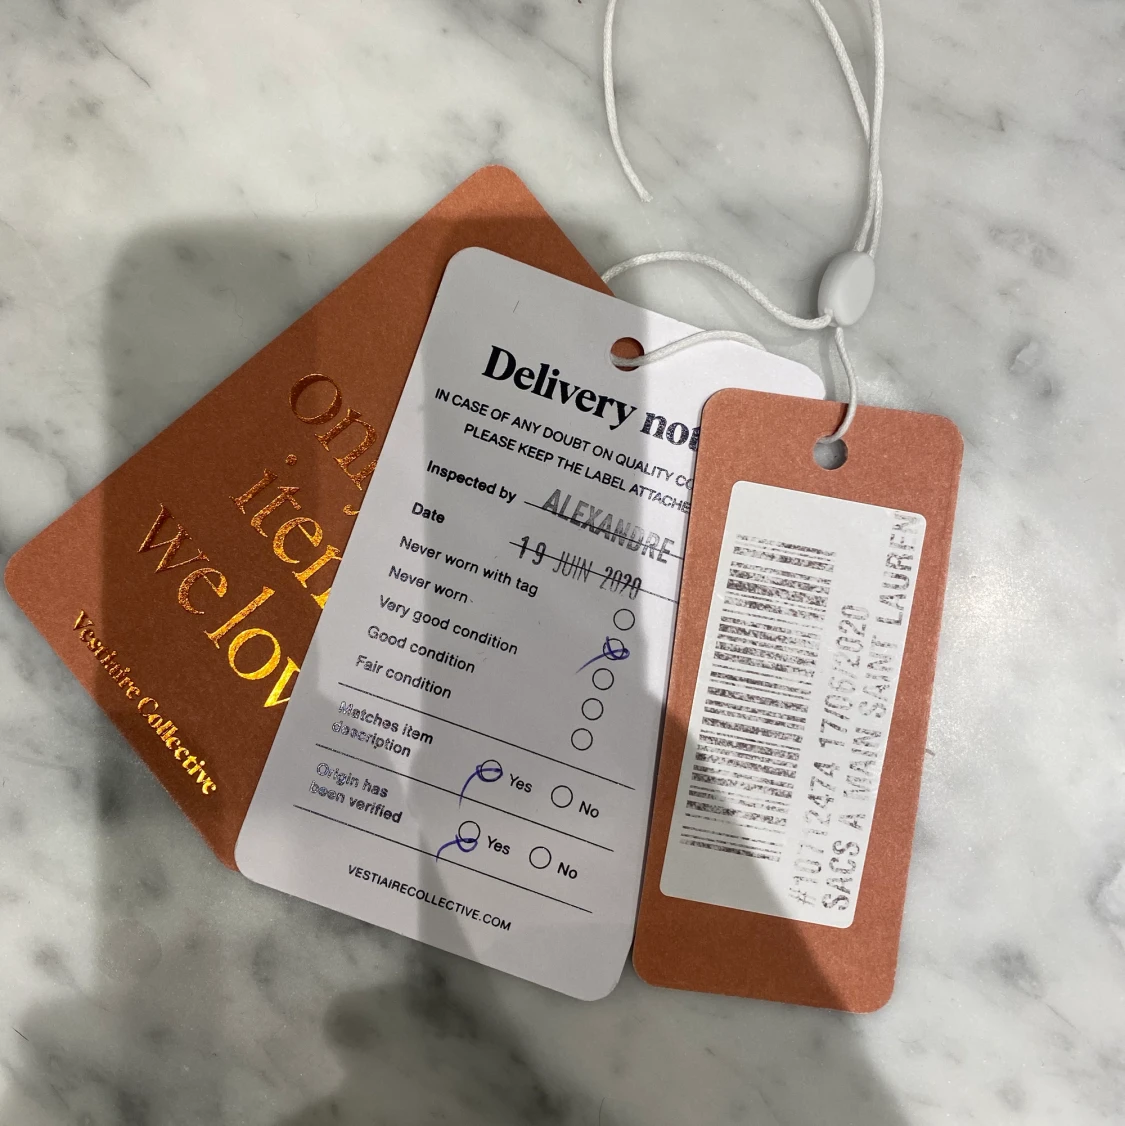 only
item
we lov
Vestiaire Collective
Delivery not
IN CASE OF ANY DOUBT ON QUALITY CO
PLEASE KEEP THE LABEL ATTACHE
Inspected by ALEXANDRE
Date 19 JUIN 2020
Never worn with tag
Never worn
Very good condition
Good condition
Fair condition
Matches item
description
Yes No
Origin has
been verified
Yes No
VESTIAIRECOLLECTIVE.COM
#10712474 17/06/2020
SACS A MAIN SAINT LAUREN